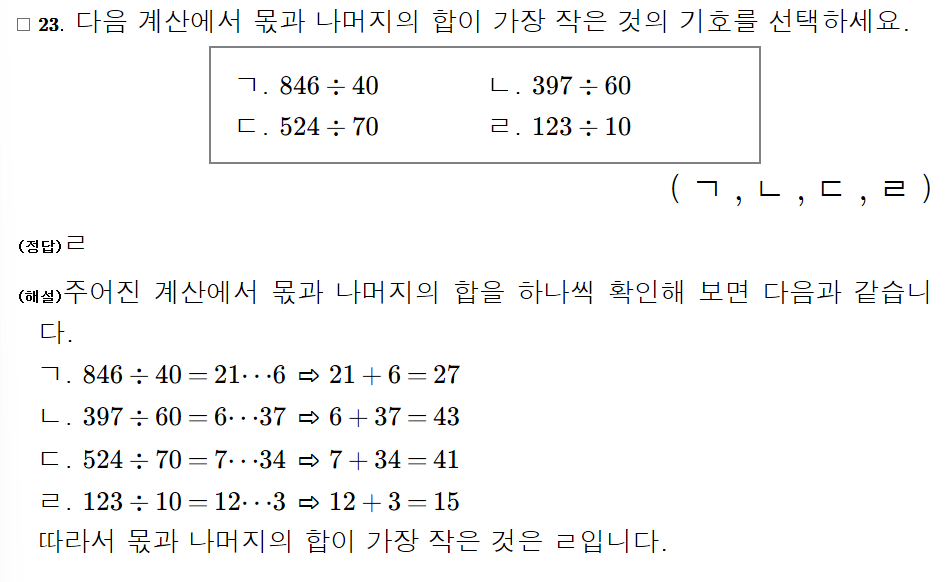 □ 23. 다음 계산에서 몫과 나머지의 합이 가장 작은 것의 기호를 선택하세요.
ㄱ. 846 ÷ 40 ㄴ. 397 ÷ 60
ㄷ. 524 ÷ 70 ㄹ. 123 ÷ 10
( ㄱ , ㄴ , ㄷ , ㄹ )
(정답) ㄹ
(해설)주어진 계산에서 몫과 나머지의 합을 하나씩 확인해 보면 다음과 같습니
다.
ㄱ. 846 ÷ 40 = 21⋯6 ⇨ 21 + 6 = 27
ㄴ. 397 ÷ 60 = 6⋯37 ⇨ 6 + 37 = 43
ㄷ. 524 ÷ 70 = 7⋯34 ⇨ 7 + 34 = 41
ㄹ. 123 ÷ 10 = 12⋯3 ⇨ 12 + 3 = 15
따라서 몫과 나머지의 합이 가장 작은 것은 ㄹ입니다.